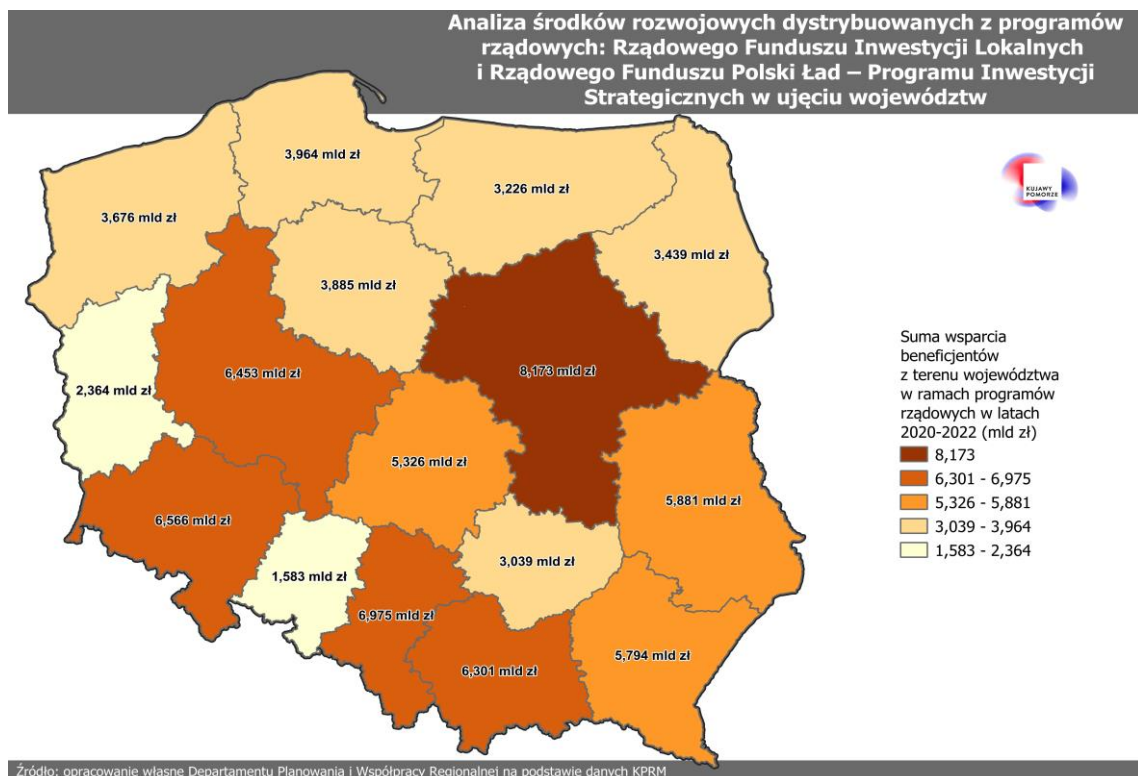 Analiza środków rozwojowych dystrybuowanych z programów
rządowych: Rządowego Funduszu Inwestycji Lokalnych
i Rządowego Funduszu Polski Ład – Programu Inwestycji
Strategicznych w ujęciu województw
3,964 mld zł
3,226 mld zł
KUJAWY
POMORZE
3,676 mld zł
3,439 mld zł
3,885 mld zł
6,453 mld zł
8,173 mld zł
2,364 mld zł
5,326 mld zł
5,881 mld zł
6,566 mld zł
3,039 mld zł
1,583 mld zł
6,975 mld zł
5,794 mld zł
6,301 mld zł
Suma wsparcia
beneficjentów
z terenu województwa
w ramach programów
rządowych w latach
2020-2022 (mld zł)
8,173
6,301 - 6,975
5,326 - 5,881
3,039 - 3,964
1,583 - 2,364
Źródło: opracowanie własne Departamentu Planowania i Współpracy Regionalnej na podstawie danych KPRM